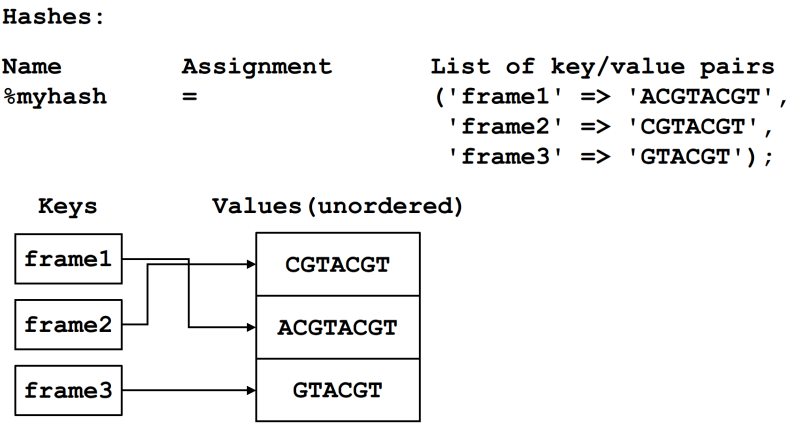 Hashes:
Name Assignment List of key/value pairs
%myhash = ('frame1' => 'ACGTACGT',
'frame2' => 'CGTACGT',
'frame3' => 'GTACGT');
Keys Values(unordered)
frame1 CGTACGT
frame2 ACGTACGT
frame3 GTACGT